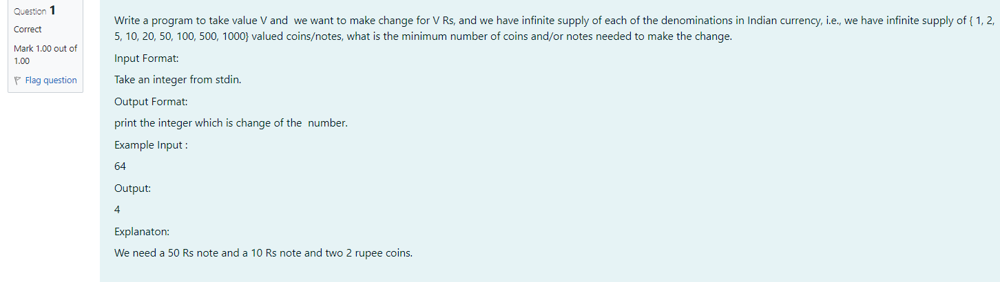 Question 1
Correct
Mark 1.00 out of
1.00
Flag question
Write a program to take value V and we want to make change for V Rs, and we have infinite supply of each of the denominations in Indian currency, i.e., we have infinite supply of { 1, 2,
5, 10, 20, 50, 100, 500, 1000} valued coins/notes, what is the minimum number of coins and/or notes needed to make the change.
Input Format:
Take an integer from stdin.
Output Format:
print the integer which is change of the number.
Example Input :
64
Output:
4
Explanaton:
We need a 50 Rs note and a 10 Rs note and two 2 rupee coins.